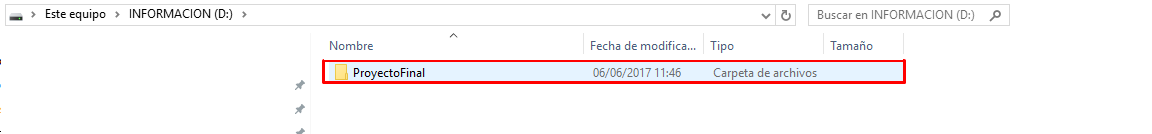 Este equipo > INFORMACION (D:) >
Buscar en INFORMACION (D:)
Nombre Fecha de modifica... Tipo Tamaño
ProyectoFinal 06/06/2017 11:46 Carpeta de archivos